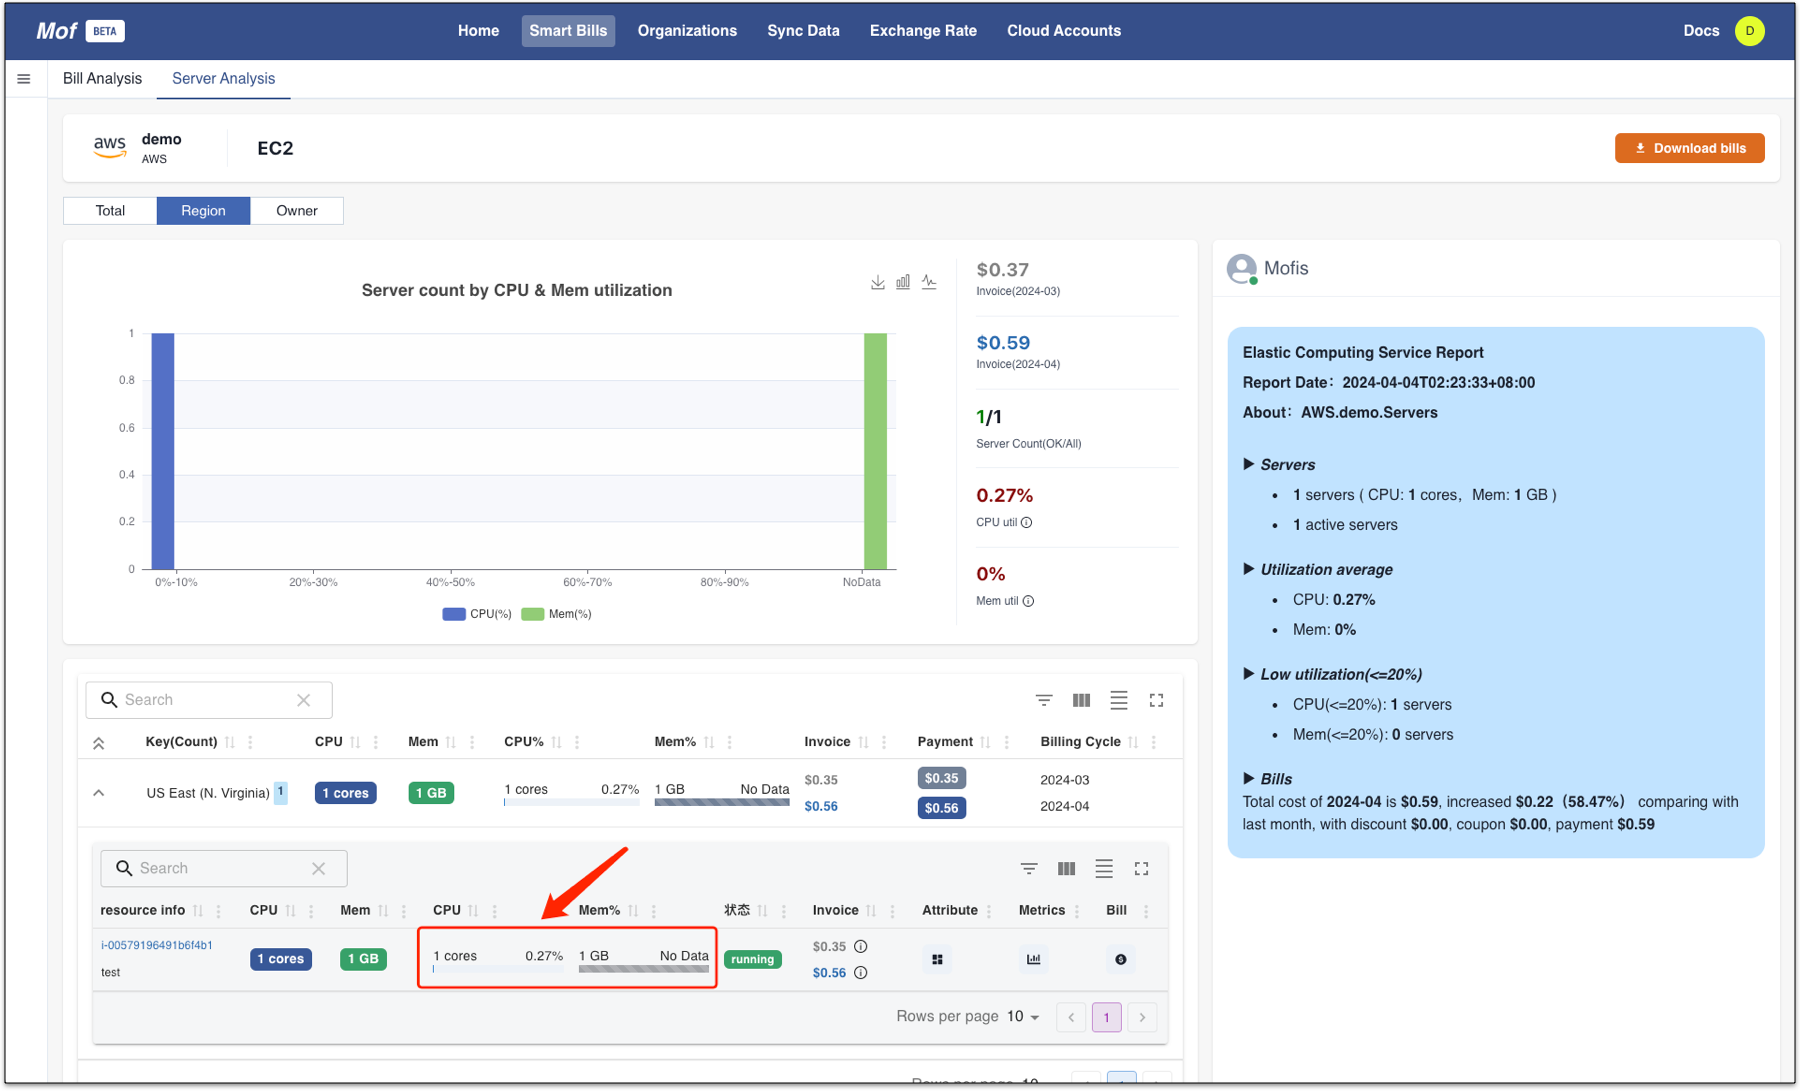 Mof BETA Home Smart Bills Organizations Sync Data Exchange Rate Cloud Accounts Docs D
Bill Analysis Server Analysis
aws demo EC2 Download bills
AWS
Total Region Owner
Server count by CPU & Mem utilization
1
0.8
0.6
0.4
0.2
0
0%-10% 20%-30% 40%-50% 60%-70% 80%-90% NoData
CPU(%) Mem(%)
$0.37
Invoice(2024-03)
$0.59
Invoice(2024-04)
1/1
Server Count(OK/All)
0.27%
CPU util
0%
Mem util
Mofis
Elastic Computing Service Report
Report Date：2024-04-04T02:23:33+08:00
About：AWS.demo.Servers
▶ Servers
• 1 servers ( CPU: 1 cores，Mem: 1 GB )
• 1 active servers
▶ Utilization average
• CPU: 0.27%
• Mem: 0%
▶ Low utilization(<=20%)
• CPU(<=20%): 1 servers
• Mem(<=20%): 0 servers
▶ Bills
Total cost of 2024-04 is $0.59, increased $0.22（58.47%） comparing with
last month, with discount $0.00, coupon $0.00, payment $0.59
Search
Key(Count) CPU Mem CPU% Mem% Invoice Payment Billing Cycle
US East (N. Virginia) 1 1 cores 1 GB 1 cores 0.27% 1 GB No Data $0.35 $0.35 2024-03
$0.56 $0.56 2024-04
Search
resource info CPU Mem CPU Mem% 状态 Invoice Attribute Metrics Bill
i-00579196491b6f4b1 1 cores 1 GB 1 cores 0.27% 1 GB No Data running $0.35
test $0.56
Rows per page 10 1
Rows per page 10